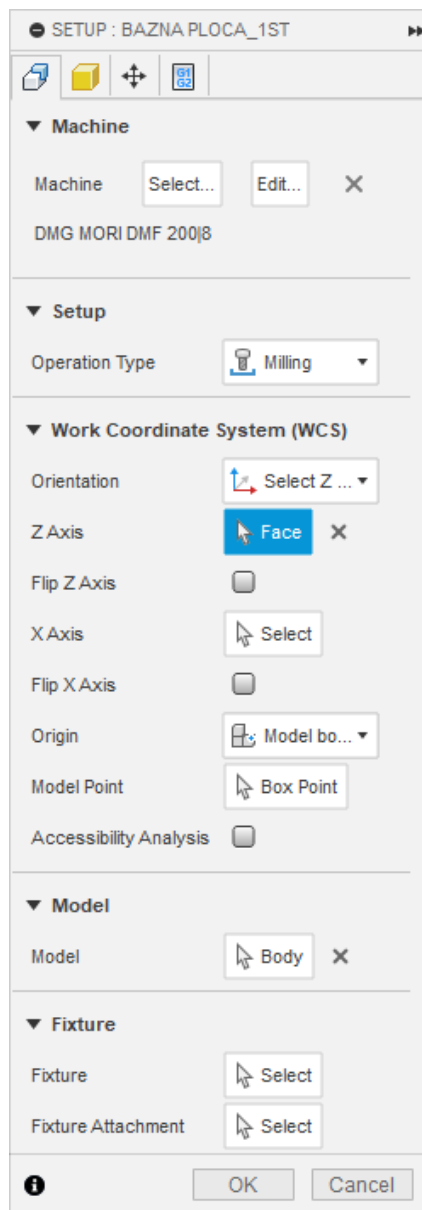 SETUP : BAZNA PLOCA_1ST
G1
G2
Machine
Machine Select... Edit...
DMG MORI DMF 200|8
Setup
Operation Type Milling
Work Coordinate System (WCS)
Orientation Select Z ...
Z Axis Face
Flip Z Axis
X Axis Select
Flip X Axis
Origin Model bo...
Model Point Box Point
Accessibility Analysis
Model
Model Body
Fixture
Fixture Select
Fixture Attachment Select
OK Cancel